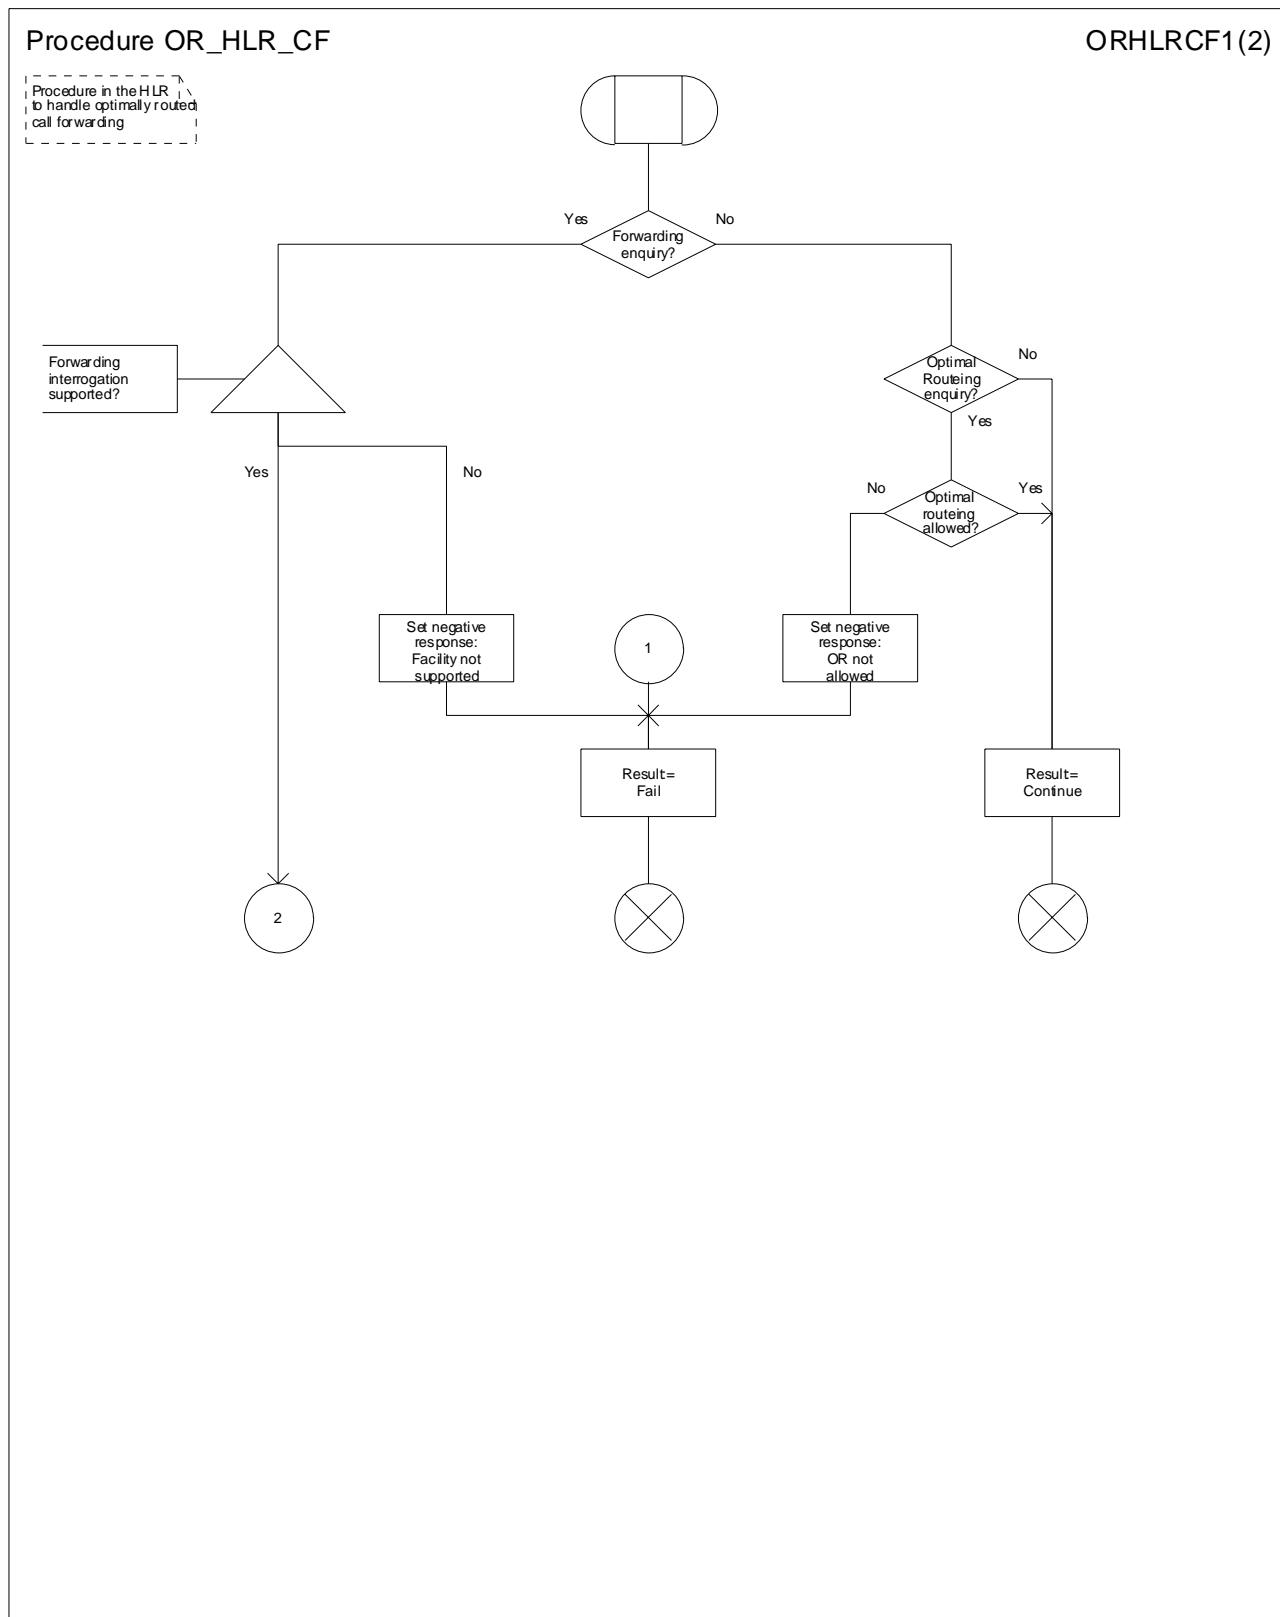 Procedure OR_HLR_CF
ORHLRCF1(2)
Procedure in the HLR
to handle optimally routed
call forwarding
Yes
No
Forwarding
enquiry?
Forwarding
interrogation
supported?
Optimal
Routeing
enquiry?
No
Yes
Yes
No
No
Yes
Optimal
routeing
allowed?
Set negative
response:
Facility not
supported
1
Set negative
response:
OR not
allowed
Result=
Fail
Result=
Continue
2